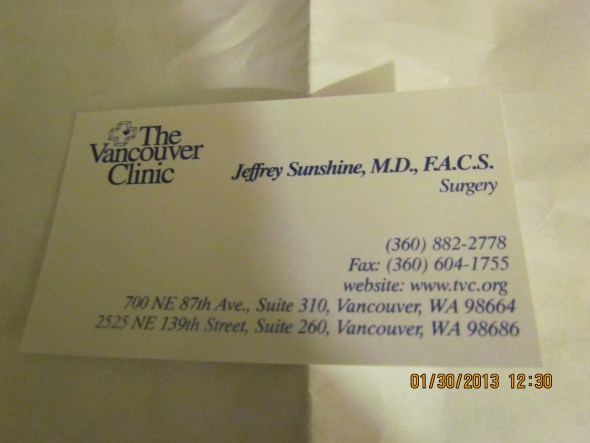 The
Vancouver
Clinic
Jeffrey Sunshine, M.D., F.A.C.S.
Surgery
(360) 882-2778
Fax: (360) 604-1755
website: www.tvc.org
700 NE 87th Ave., Suite 310, Vancouver, WA 98664
2525 NE 139th Street, Suite 260, Vancouver, WA 98686
01/30/2013 12:30